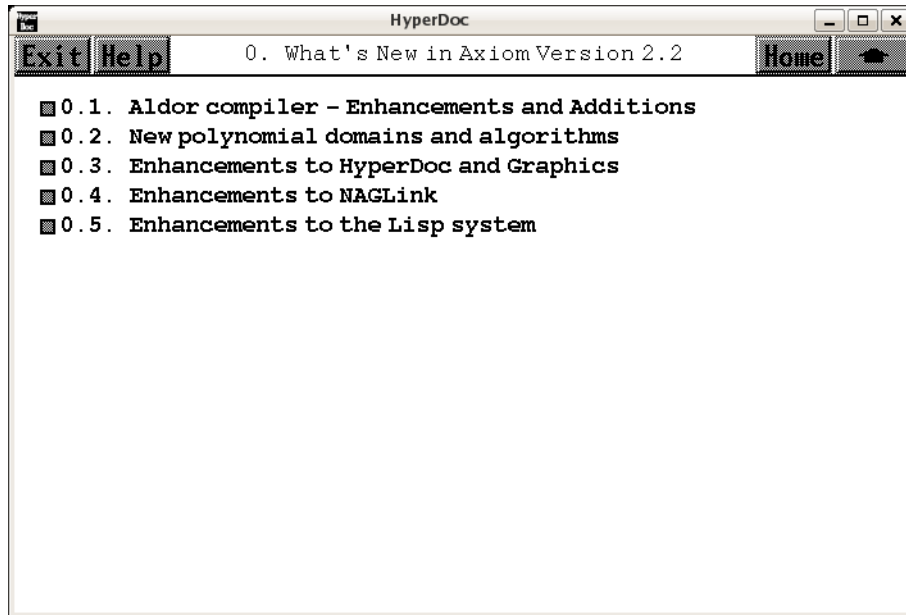 Hyper Doc
HyperDoc
Exit Help 0. What's New in Axiom Version 2.2 Home
0.1. Aldor compiler – Enhancements and Additions
0.2. New polynomial domains and algorithms
0.3. Enhancements to HyperDoc and Graphics
0.4. Enhancements to NAGLink
0.5. Enhancements to the Lisp system